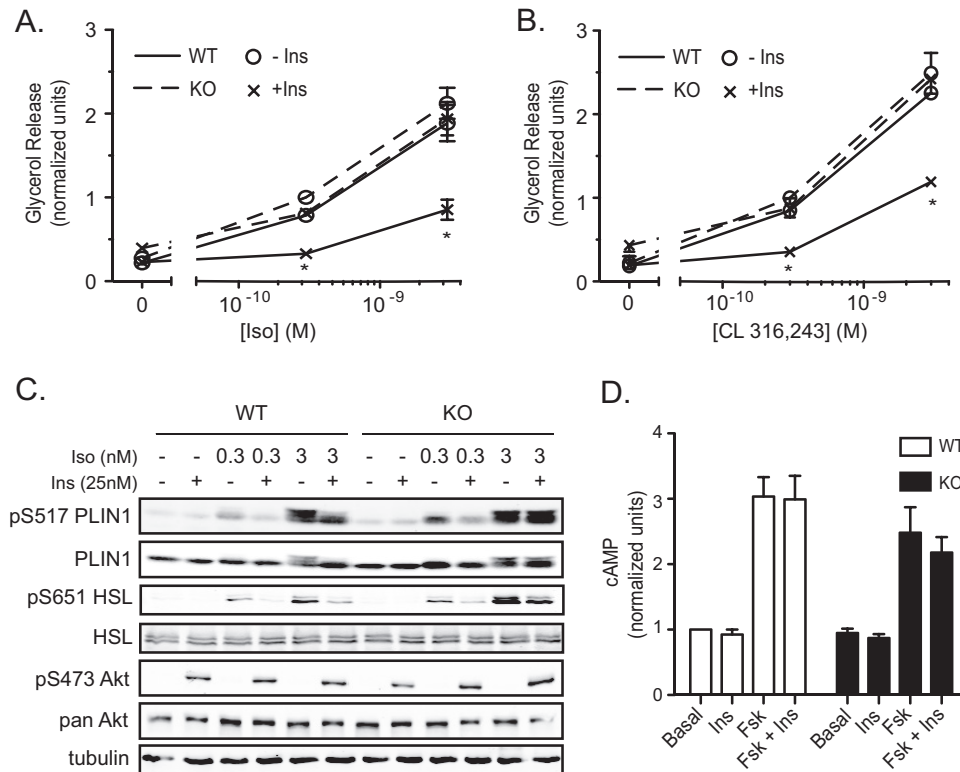 A.
3
2
1
0
Glycerol Release
(normalized units)
WT
- Ins
KO
+Ins
*
*
0
10⁻¹⁰
10⁻⁹
[Iso] (M)
B.
3
2
1
0
Glycerol Release
(normalized units)
WT
- Ins
KO
+Ins
*
*
0
10⁻¹⁰
10⁻⁹
[CL 316,243] (M)
C.
WT KO
Iso (nM) - - 0.3 0.3 3 3 - - 0.3 0.3 3 3
Ins (25nM) - + - + - + - + - + - +
pS517 PLIN1
PLIN1
pS651 HSL
HSL
pS473 Akt
pan Akt
tubulin
D.
WT
KO
4
3
2
1
0
cAMP
(normalized units)
Basal
Ins
Fsk
Fsk + Ins
Basal
Ins
Fsk
Fsk + Ins